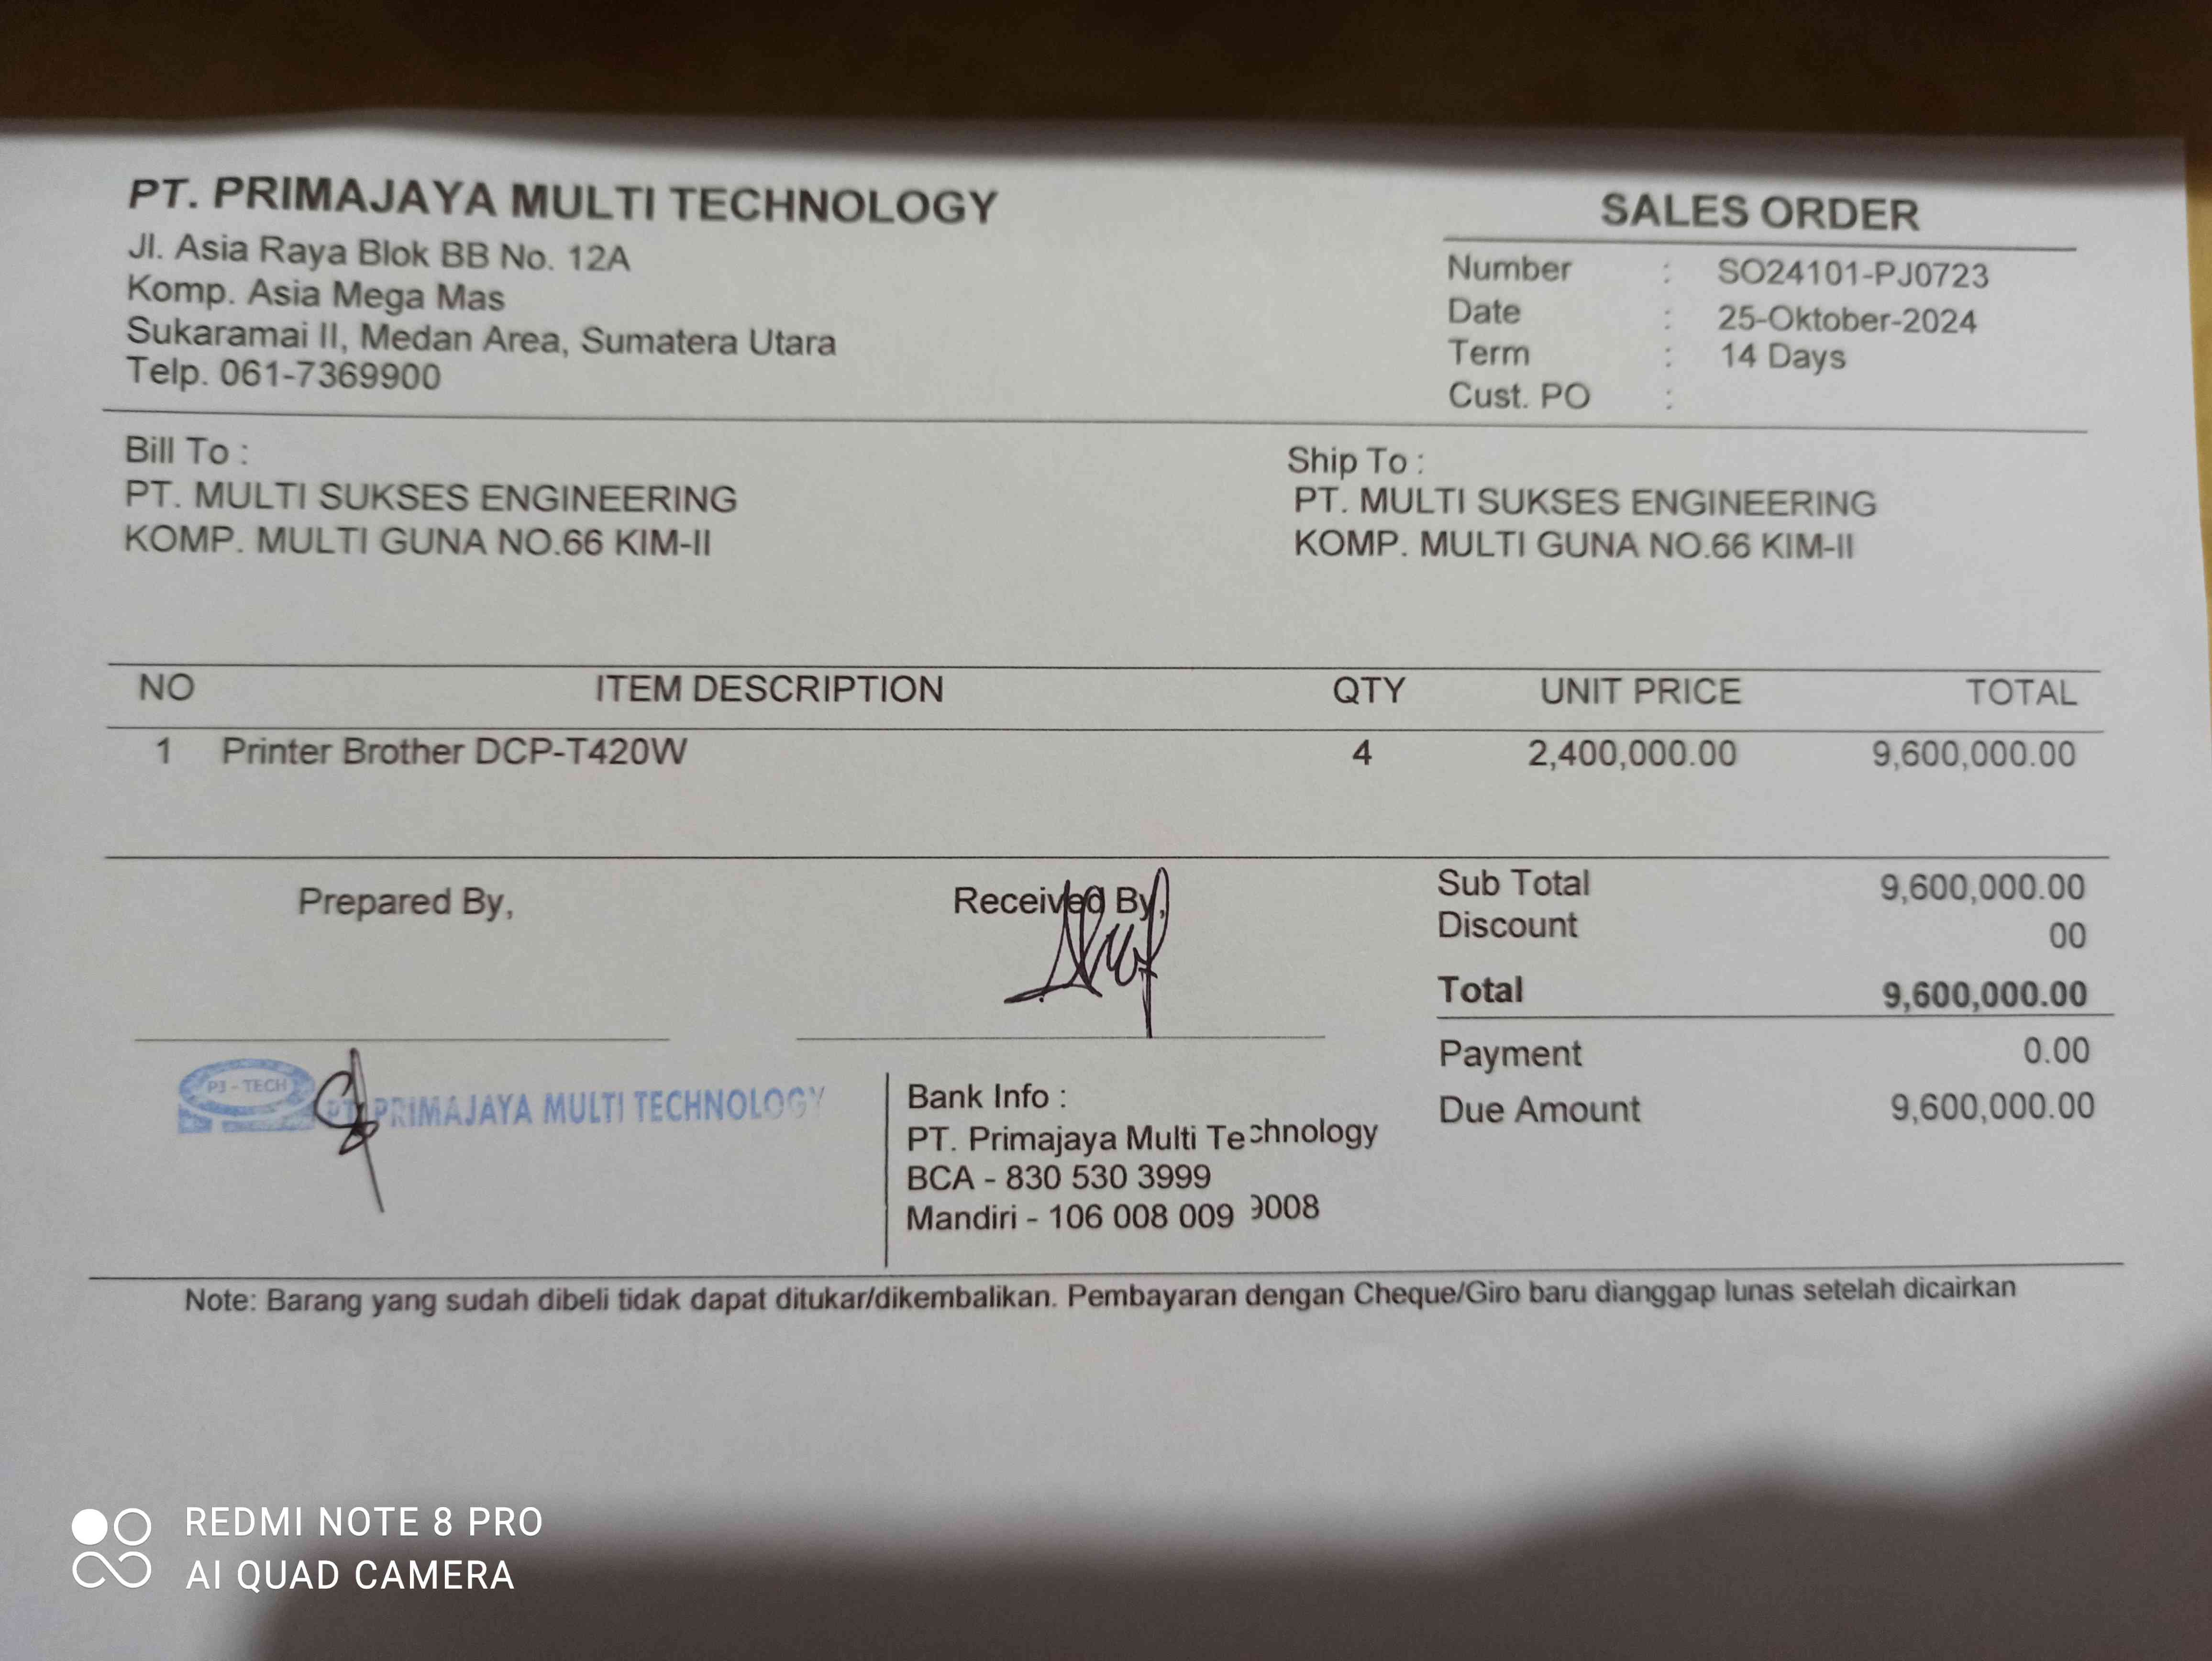 PT. PRIMAJAYA MULTI TECHNOLOGY
Jl. Asia Raya Blok BB No. 12A
Komp. Asia Mega Mas
Sukaramai II, Medan Area, Sumatera Utara
Telp. 061-7369900
SALES ORDER
Number : SO24101-PJ0723
Date : 25-Oktober-2024
Term : 14 Days
Cust. PO :
Bill To :
PT. MULTI SUKSES ENGINEERING
KOMP. MULTI GUNA NO.66 KIM-II
Ship To :
PT. MULTI SUKSES ENGINEERING
KOMP. MULTI GUNA NO.66 KIM-II
NO ITEM DESCRIPTION QTY UNIT PRICE TOTAL
1 Printer Brother DCP-T420W 4 2,400,000.00 9,600,000.00
Prepared By,
Received By,
Sub Total 9,600,000.00
Discount 00
Total 9,600,000.00
Payment 0.00
Due Amount 9,600,000.00
P3 - TECH
PT. PRIMAJAYA MULTI TECHNOLOGY
Bank Info :
PT. Primajaya Multi Technology
BCA - 830 530 3999
Mandiri - 106 008 009 9008
Note: Barang yang sudah dibeli tidak dapat ditukar/dikembalikan. Pembayaran dengan Cheque/Giro baru dianggap lunas setelah dicairkan
REDMI NOTE 8 PRO
AI QUAD CAMERA